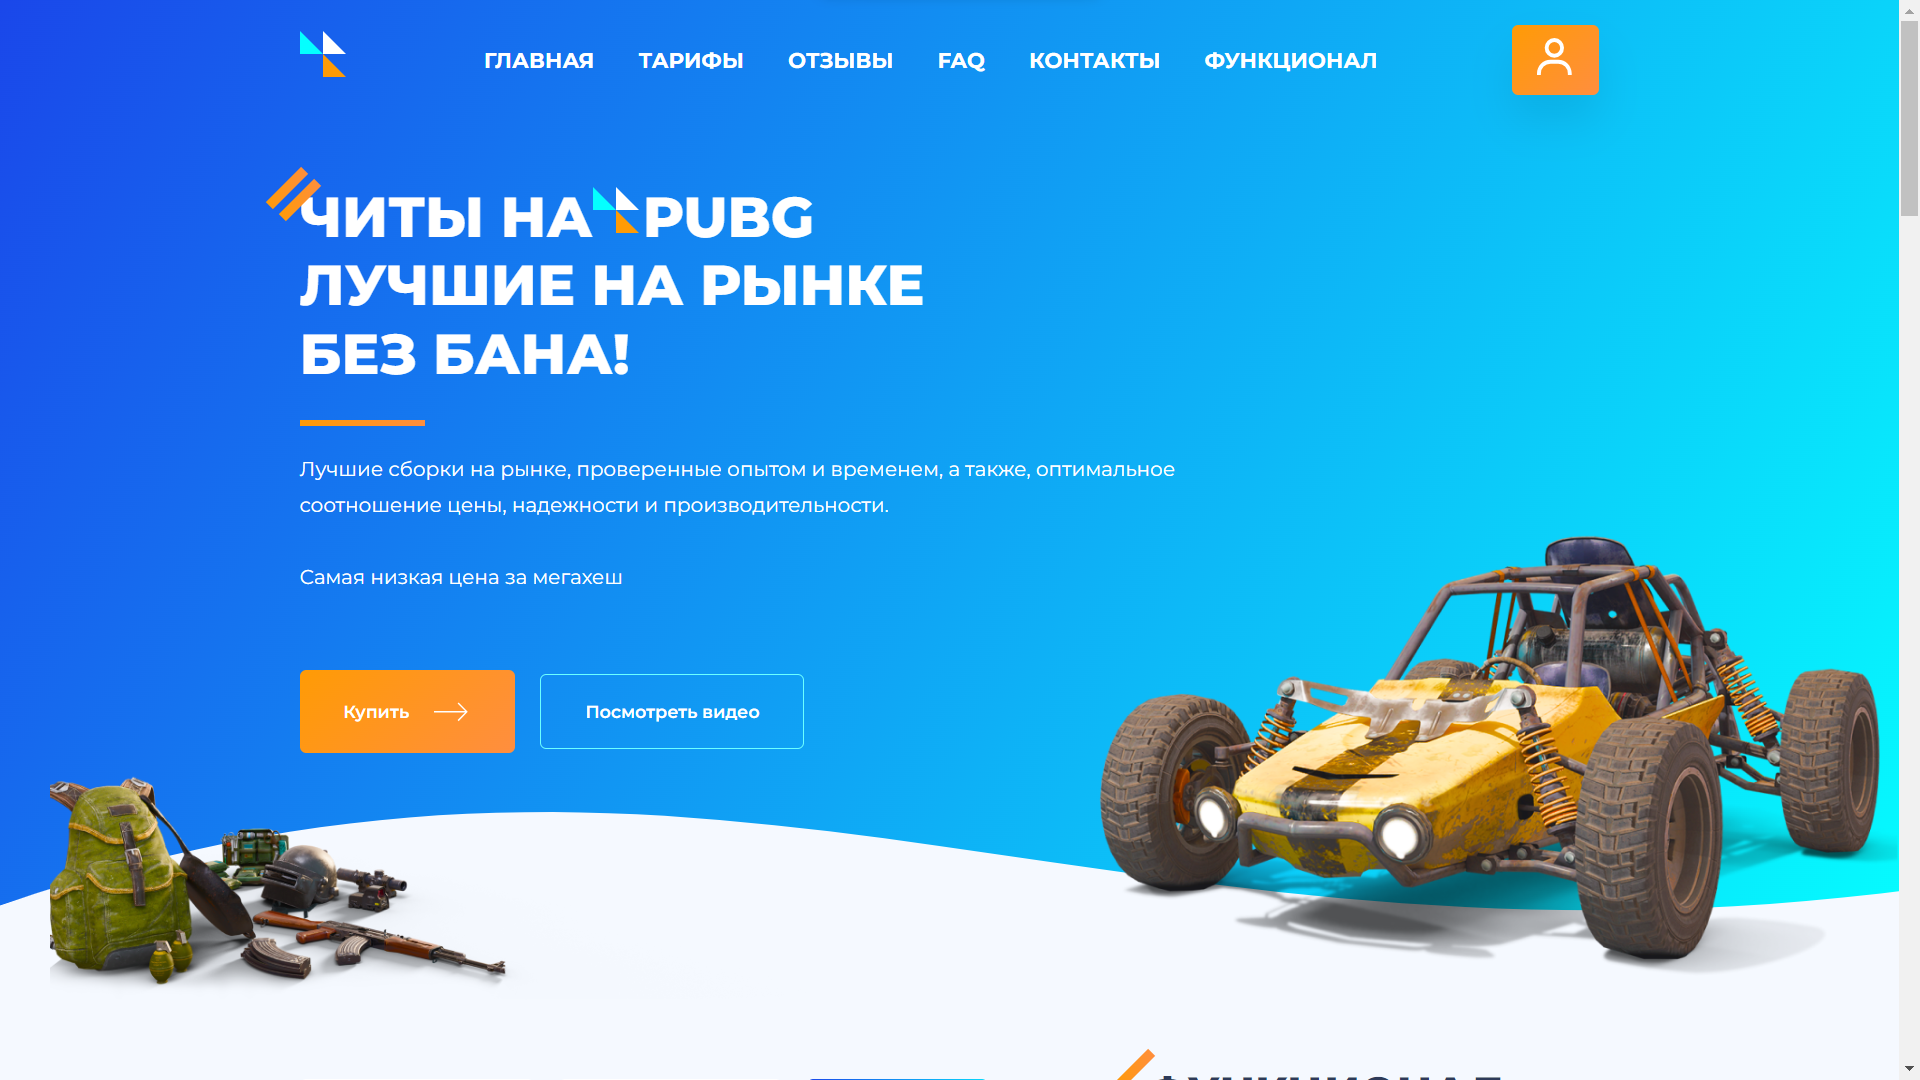 ГЛАВНАЯ ТАРИФЫ ОТЗЫВЫ FAQ КОНТАКТЫ ФУНКЦИОНАЛ
ЧИТЫ НА PUBG
ЛУЧШИЕ НА РЫНКЕ
БЕЗ БАНА!
Лучшие сборки на рынке, проверенные опытом и временем, а также, оптимальное
соотношение цены, надежности и производительности.
Самая низкая цена за мегахеш
Купить
Посмотреть видео
ФУНКЦИОНАЛ